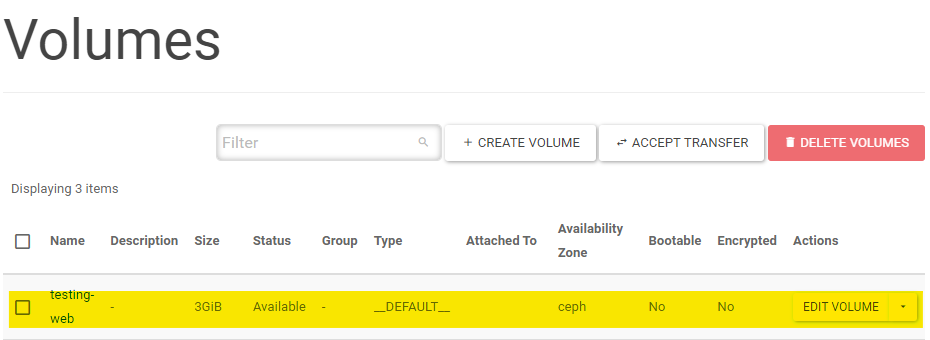 Volumes
Filter
+ CREATE VOLUME
ACCEPT TRANSFER
DELETE VOLUMES
Displaying 3 items
Name Description Size Status Group Type Attached To Availability Zone Bootable Encrypted Actions
testing-web - 3GiB Available - __DEFAULT__ ceph No No EDIT VOLUME